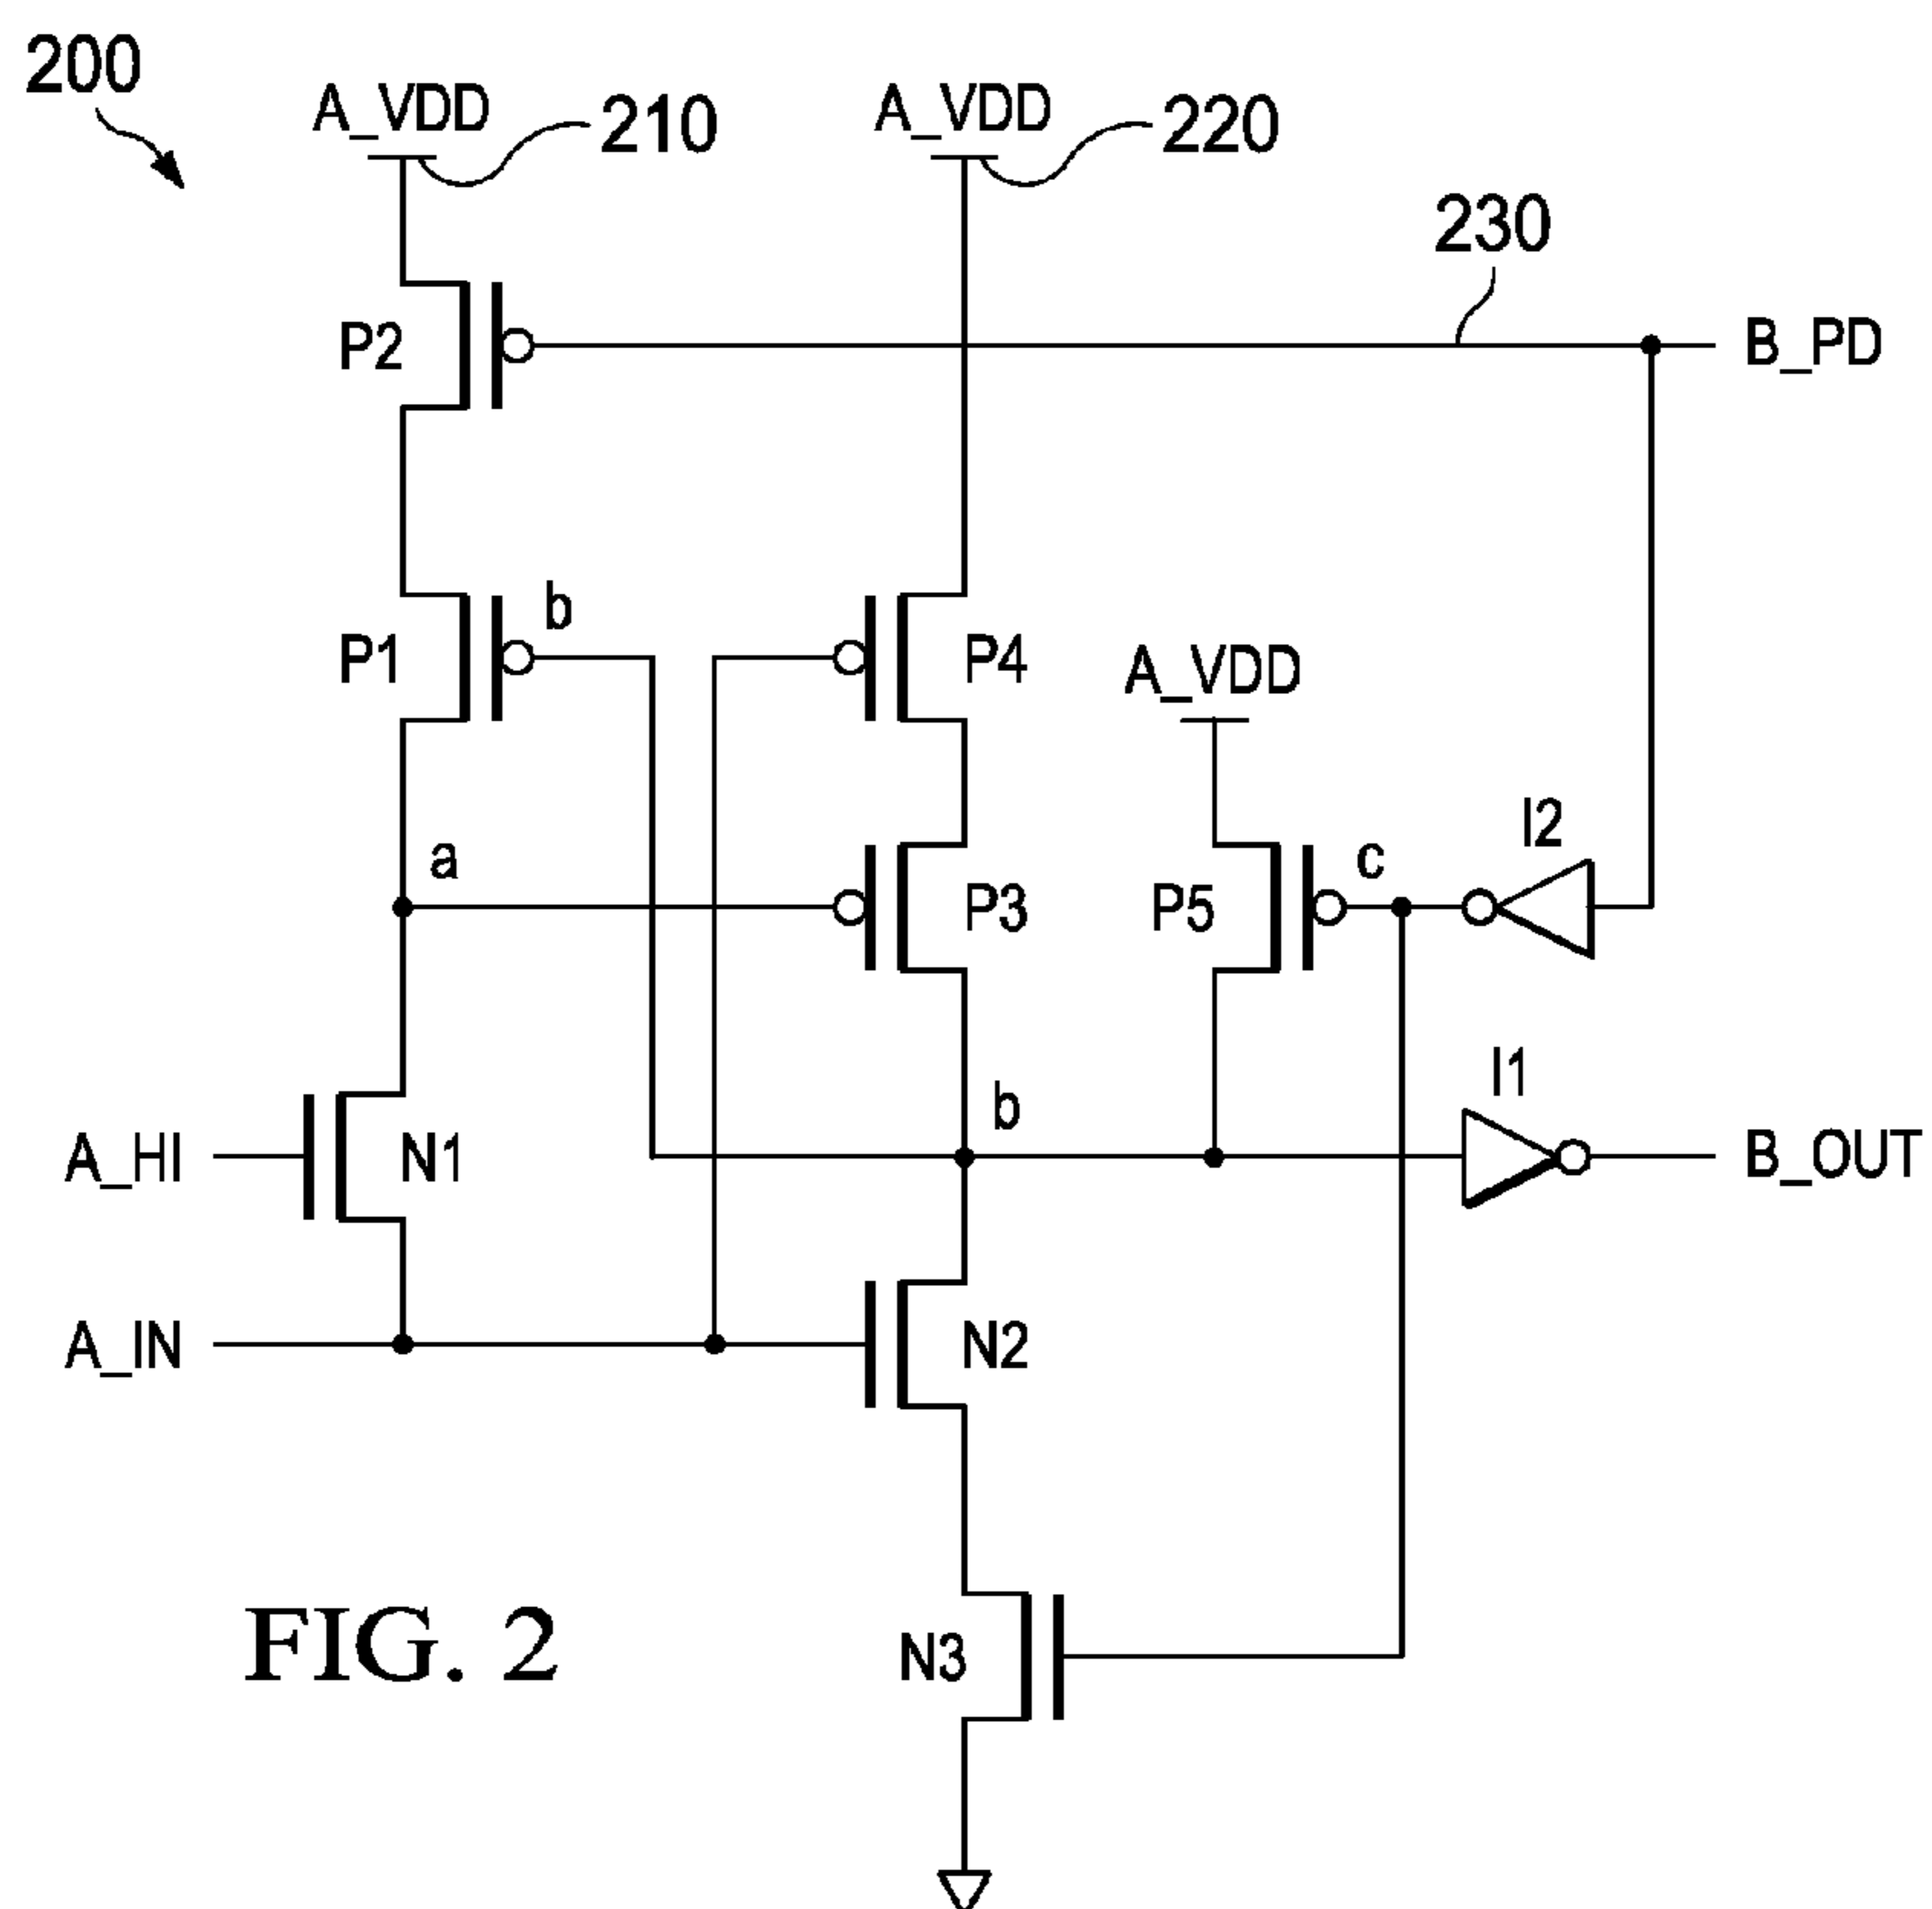 200
A_VDD
210
A_VDD
220
230
P2
B_PD
b
P1
P4
A_VDD
I2
a
c
P3
P5
I1
b
A_HI
N1
B_OUT
A_IN
N2
FIG. 2
N3